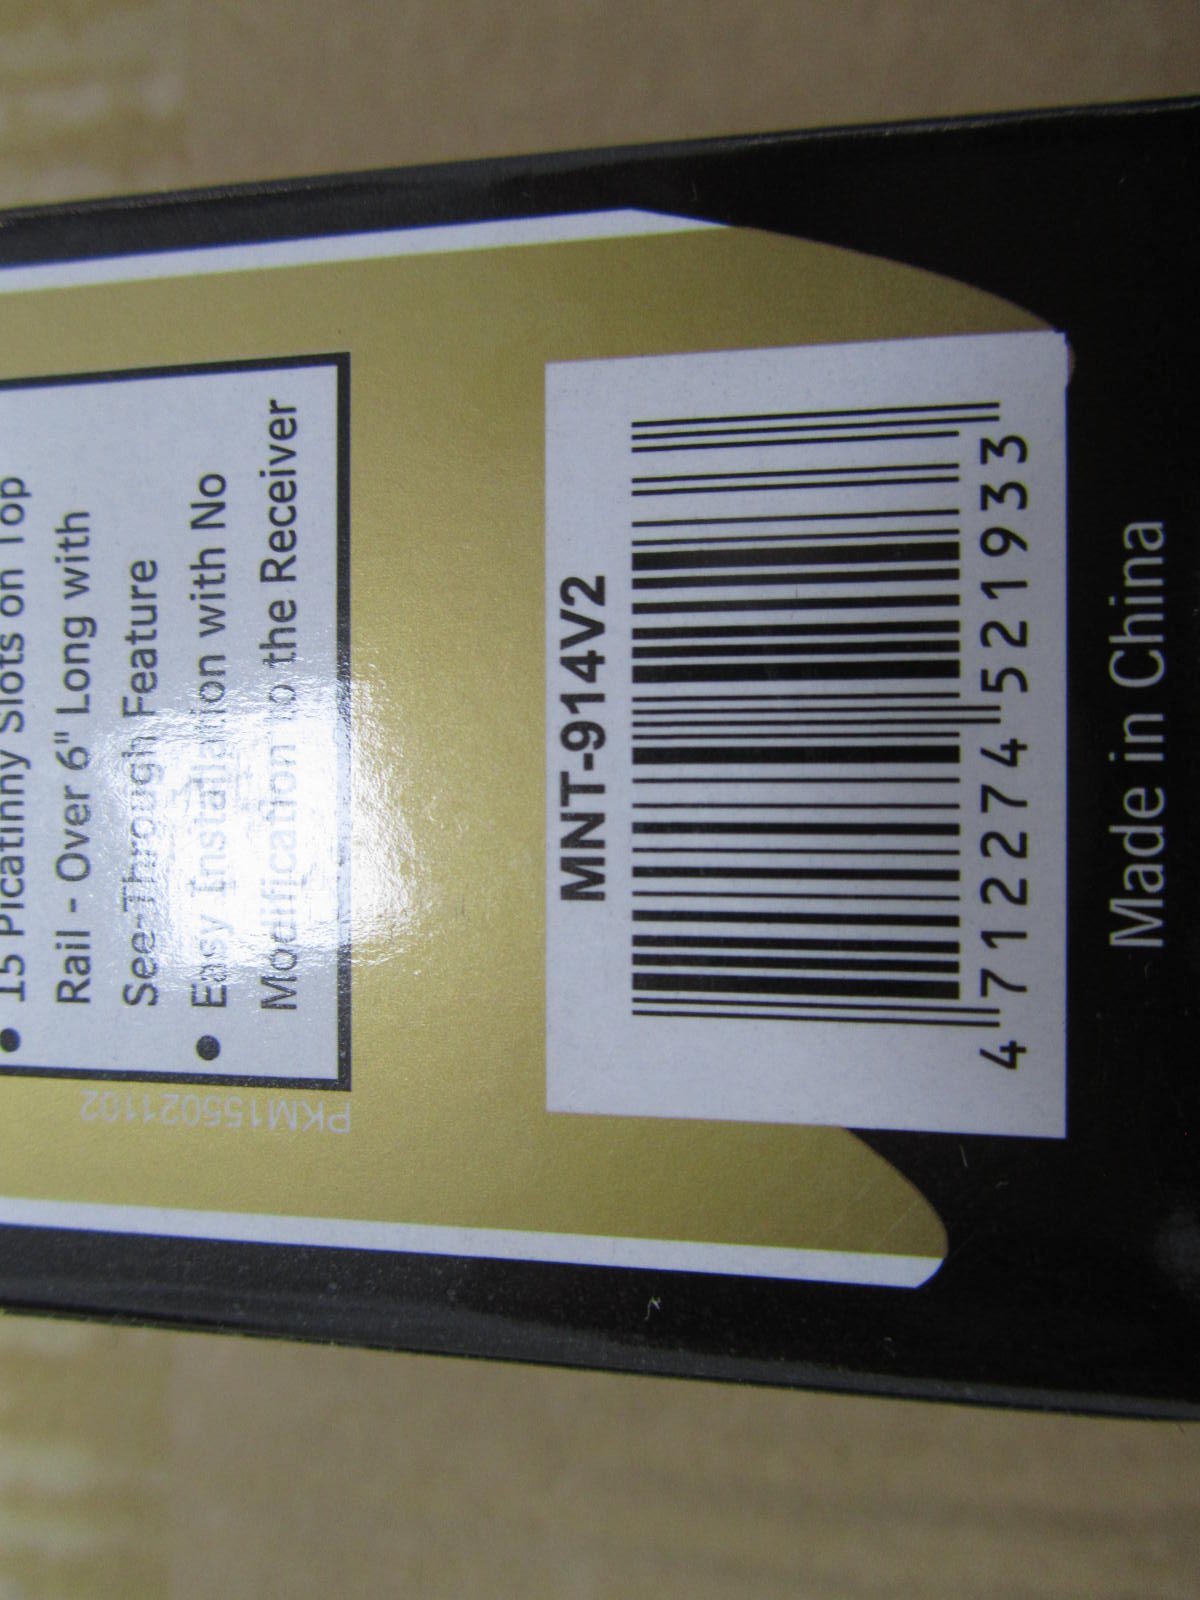 • 15 Picatinny Slots on Top
Rail - Over 6" Long with
See-Through Feature
• Easy Installation with No
Modification to the Receiver
PKM155021102
MNT-914V2
4 712274 521933
Made in China